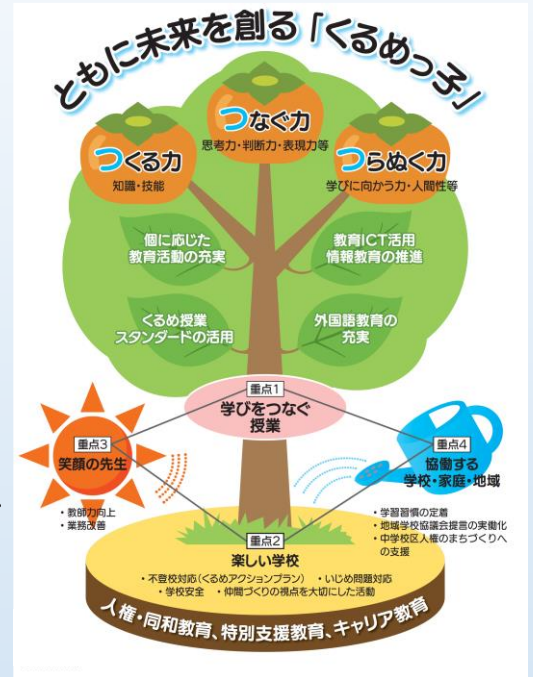 ともに未来を創る「くるめっ子」
つなぐ力
思考力・判断力・表現力等
つくる力
知識・技能
つらぬく力
学びに向かう力・人間性等
個に応じた
教育活動の充実
教育ICT活用
情報教育の推進
くるめ授業
スタンダードの活用
外国語教育の
充実
重点1
学びをつなぐ
授業
重点3
笑顔の先生
・教師力向上
・業務改善
重点4
協働する
学校・家庭・地域
・学習習慣の定着
・地域学校協議会提言の実働化
・中学校区人権のまちづくりへ
の支援
重点2
楽しい学校
・不登校対応(くるめアクションプラン)　・いじめ問題対応
・学校安全　・仲間づくりの視点を大切にした活動
人権・同和教育、特別支援教育、キャリア教育